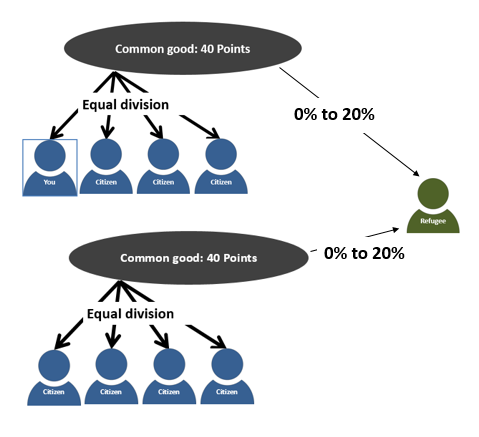 Common good: 40 Points
Equal division
0% to 20%
You
Citizen
Citizen
Citizen
Refugee
Common good: 40 Points
0% to 20%
Equal division
Citizen
Citizen
Citizen
Citizen